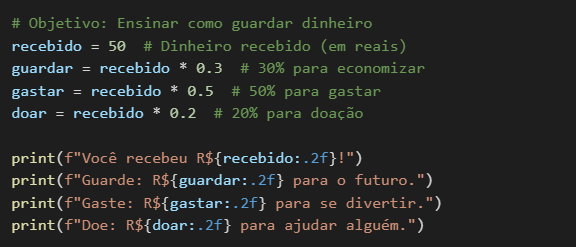 # Objetivo: Ensinar como guardar dinheiro
recebido = 50  # Dinheiro recebido (em reais)
guardar = recebido * 0.3  # 30% para economizar
gastar = recebido * 0.5  # 50% para gastar
doar = recebido * 0.2  # 20% para doação

print(f"Você recebeu R${recebido:.2f}!")
print(f"Guarde: R${guardar:.2f} para o futuro.")
print(f"Gaste: R${gastar:.2f} para se divertir.")
print(f"Doe: R${doar:.2f} para ajudar alguém.")